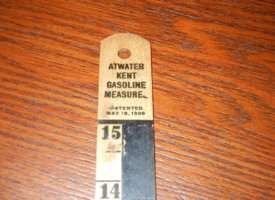 ATWATER
KENT
GASOLINE
MEASURE
PATENTED
MAY 18, 1909
15
14